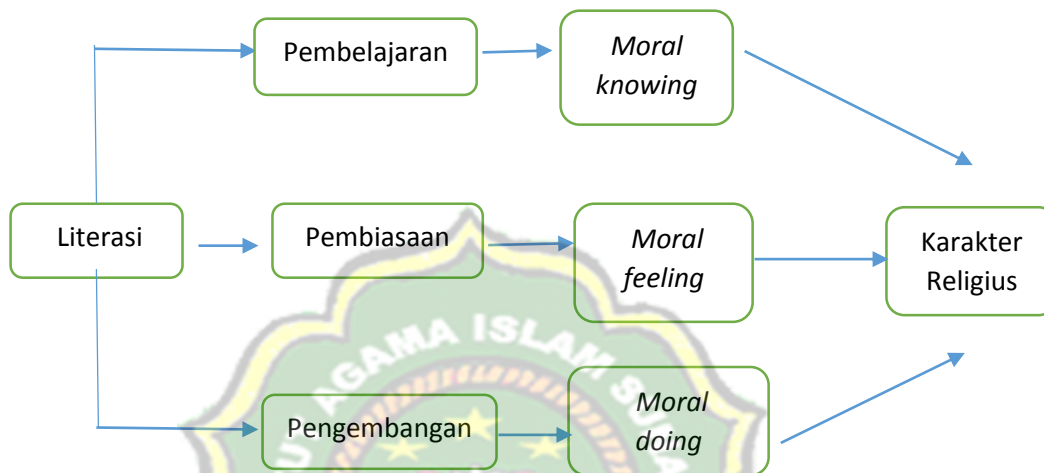 Pembelajaran
Moral
knowing
Literasi
Pembiasaan
Moral
feeling
Karakter
Religius
AGAMA ISLAM
Pengembangan
Moral
doing